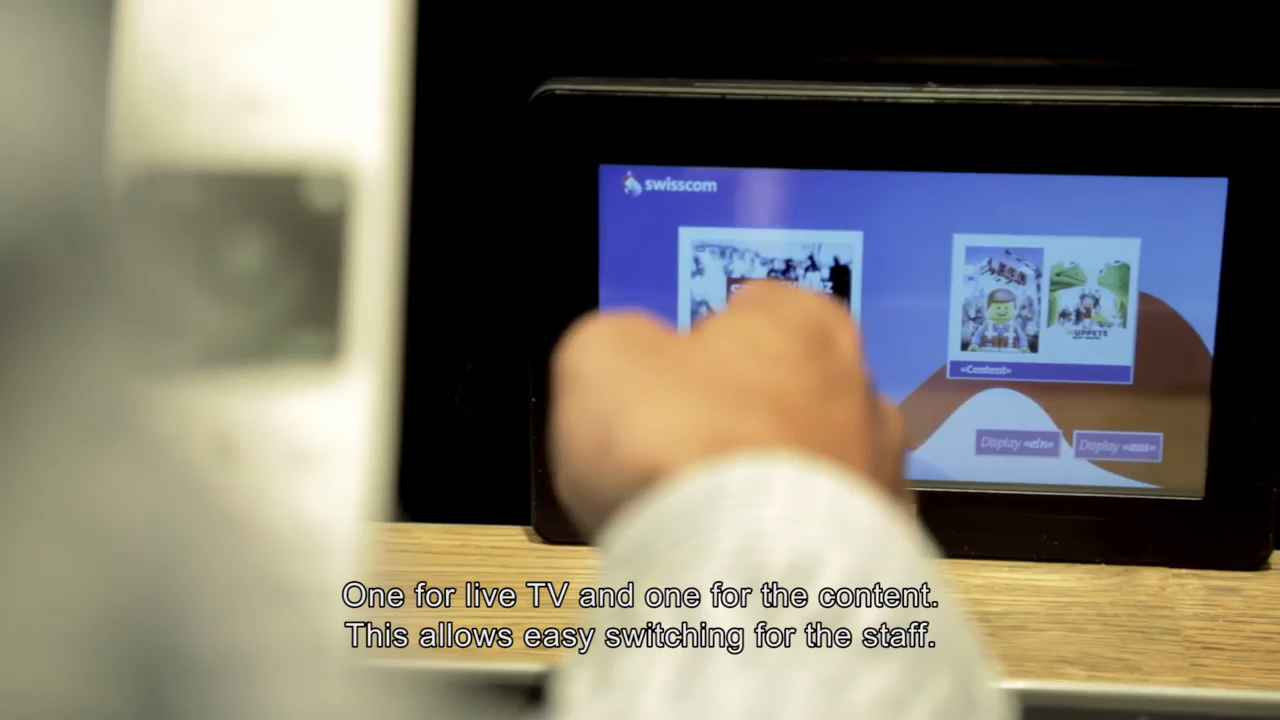 swisscom
MUPPETS
«Content»
Display «ein»
Display «aus»
One for live TV and one for the content.
This allows easy switching for the staff.